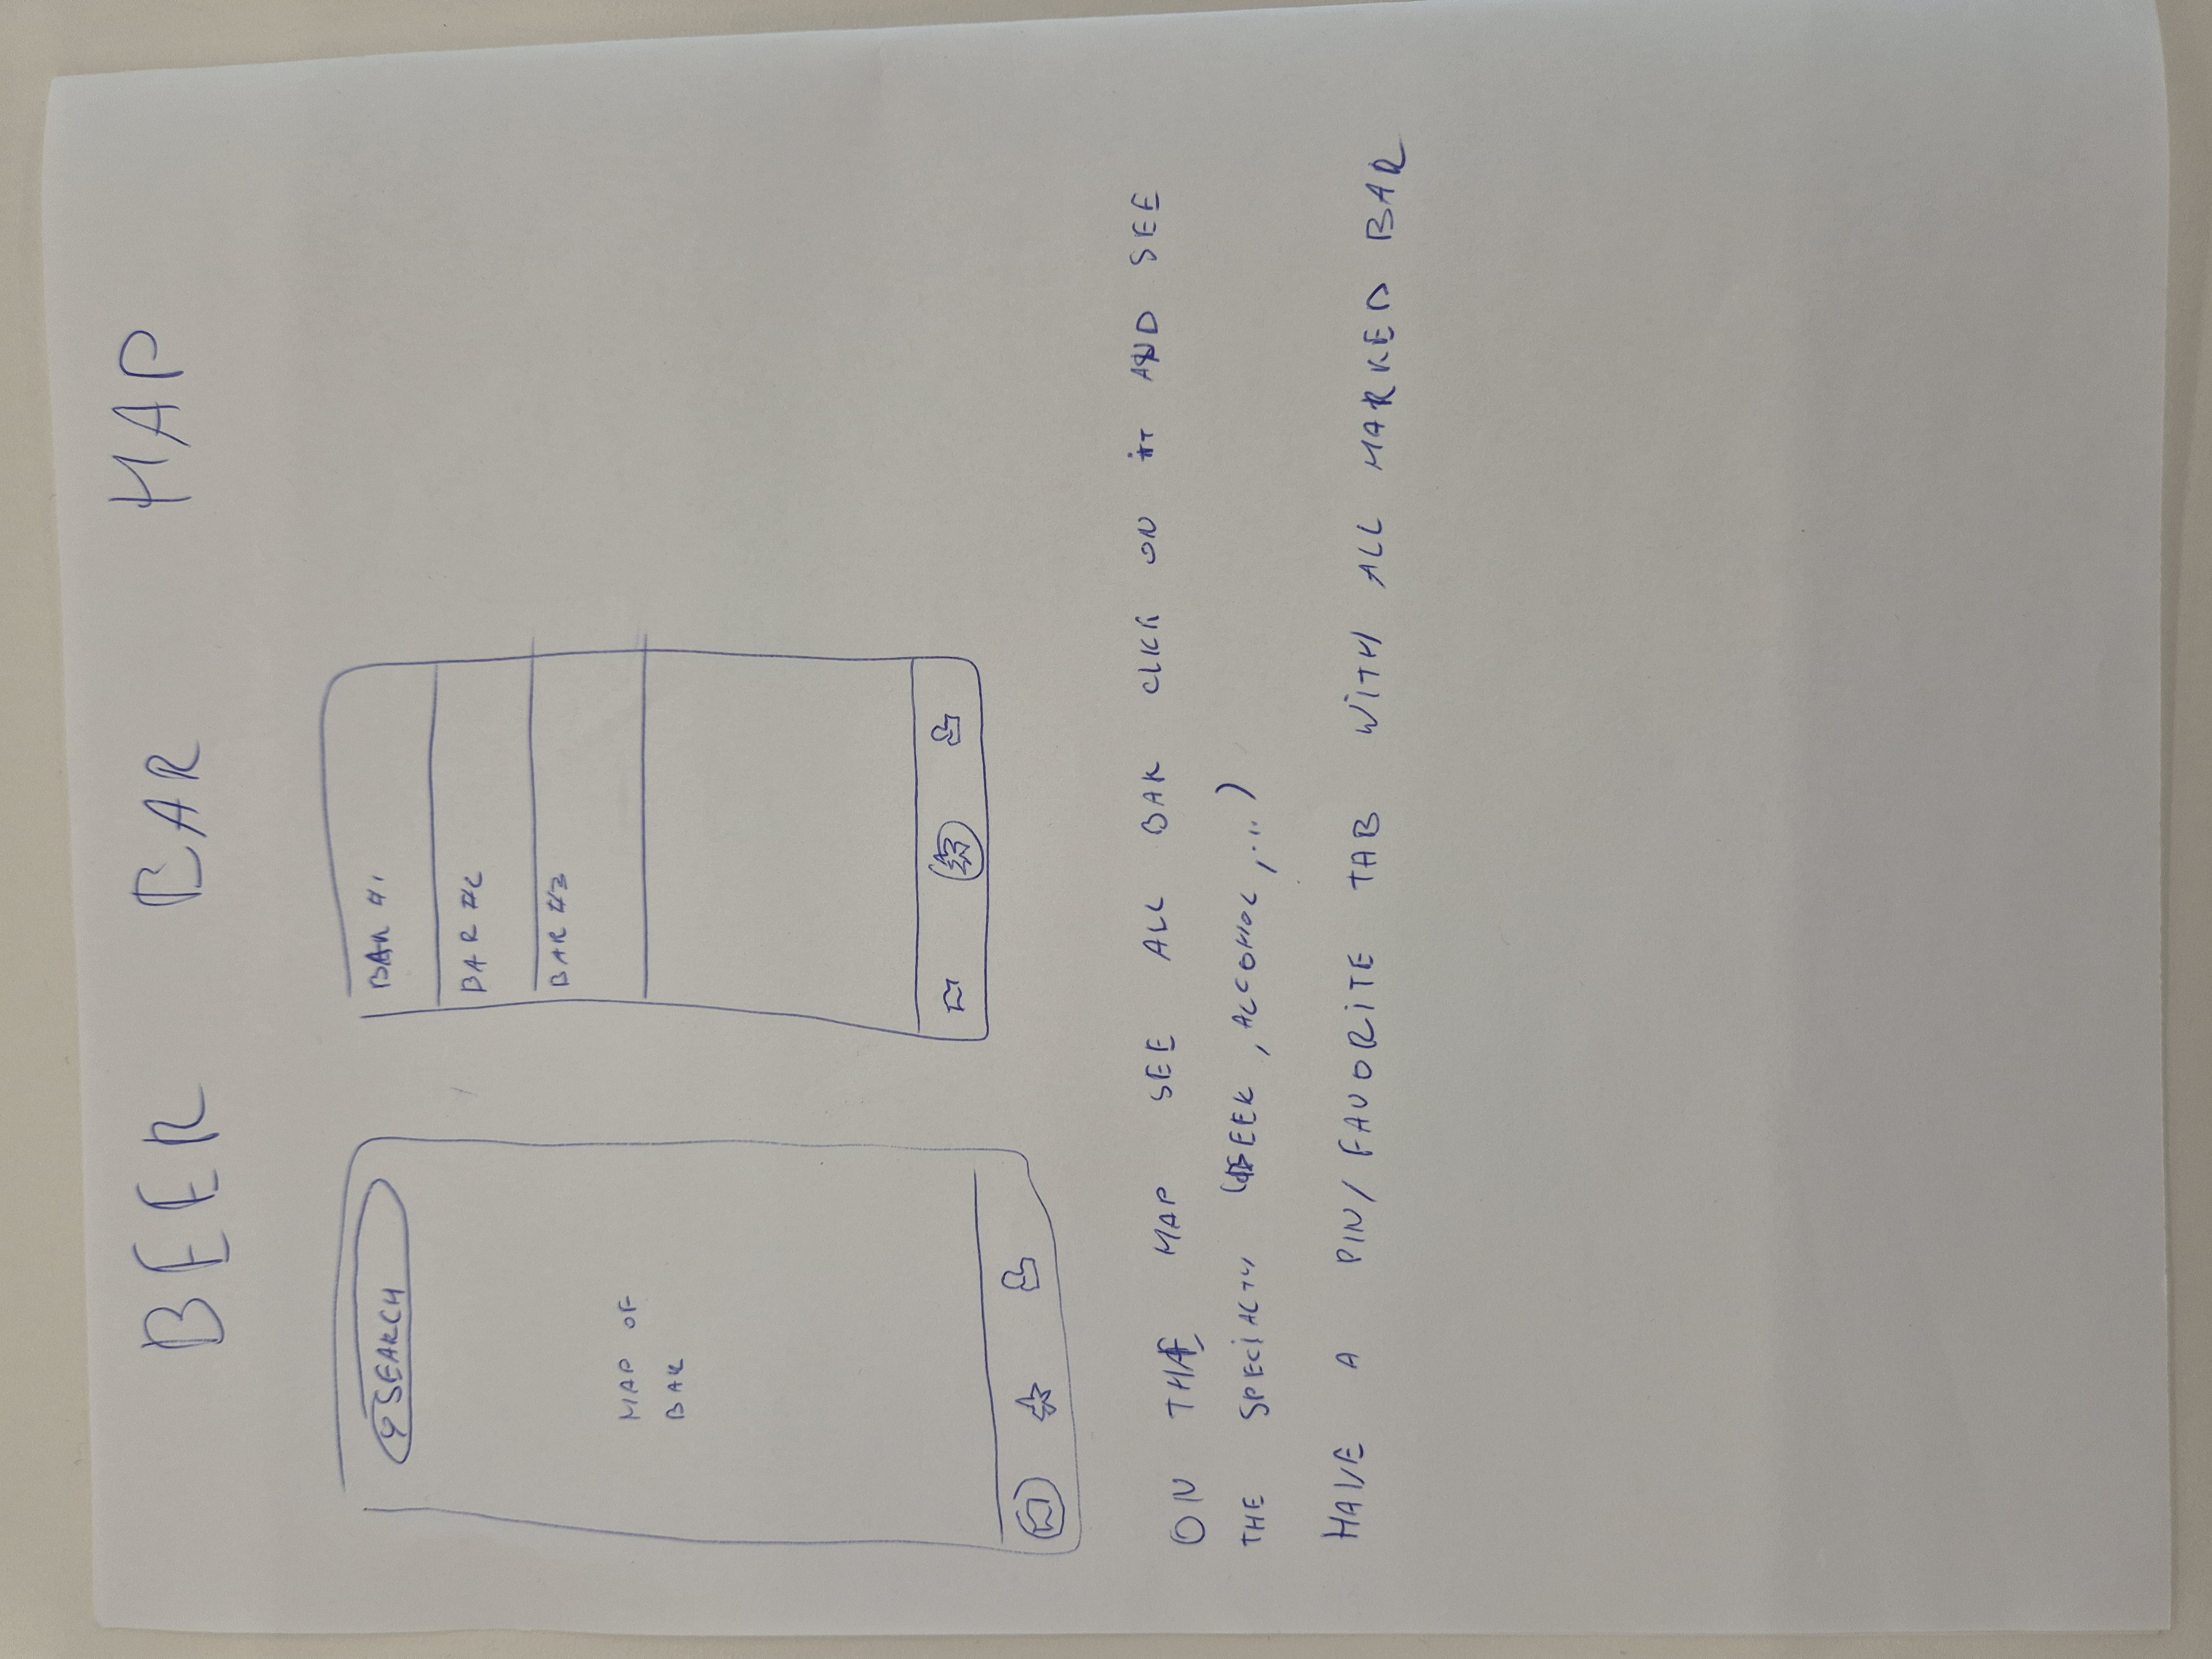 BEER BAR MAP
SEARCH
MAP OF
BAR
BAR #1
BAR #2
BAR #3
ON THE MAP SEE ALL BAR CLICK ON IT AND SEE
THE SPECIALTY (BEER, ALCOHOL, ...)
HAVE A PIN/FAVORITE TAB WITH ALL MARKED BAR